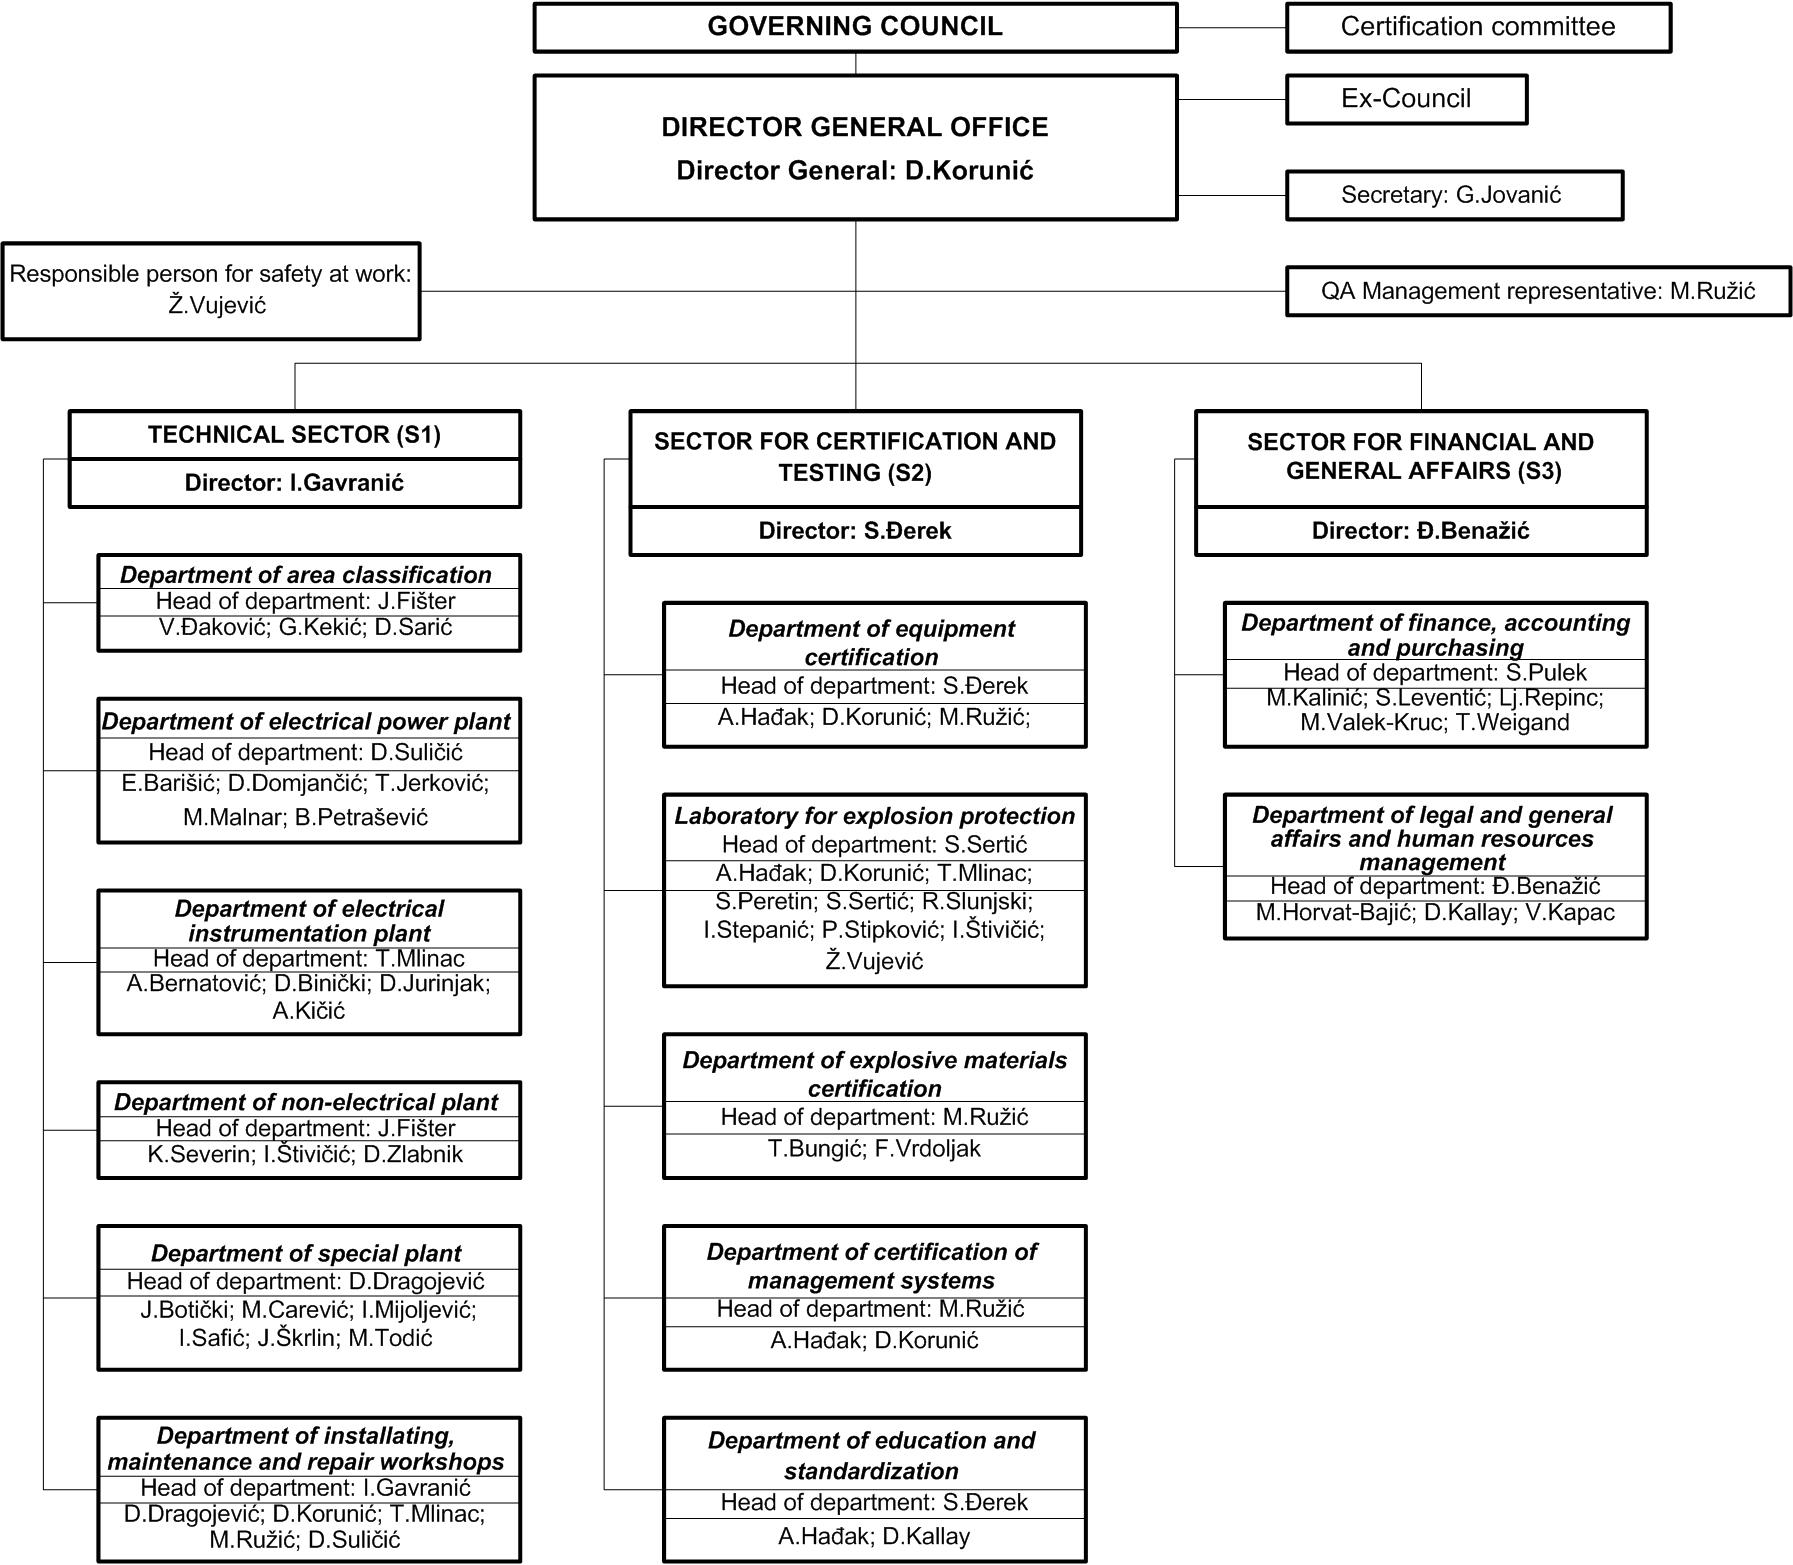 GOVERNING COUNCIL
Certification committee
DIRECTOR GENERAL OFFICE
Director General: D.Korunić
Ex-Council
Secretary: G.Jovanić
Responsible person for safety at work:
Ž.Vujević
QA Management representative: M.Ružić
TECHNICAL SECTOR (S1)
Director: I.Gavranić
Department of area classification
Head of department: J.Fišter
V.Đaković; G.Kekić; D.Sarić
Department of electrical power plant
Head of department: D.Suličić
E.Barišić; D.Domjančić; T.Jerković;
M.Malnar; B.Petrašević
Department of electrical
instrumentation plant
Head of department: T.Mlinac
A.Bernatović; D.Binički; D.Jurinjak;
A.Kičić
Department of non-electrical plant
Head of department: J.Fišter
K.Severin; I.Štivičić; D.Zlabnik
Department of special plant
Head of department: D.Dragojević
J.Botički; M.Carević; I.Mijoljević;
I.Safić; J.Škrlin; M.Todić
Department of installating,
maintenance and repair workshops
Head of department: I.Gavranić
D.Dragojević; D.Korunić; T.Mlinac;
M.Ružić; D.Suličić
SECTOR FOR CERTIFICATION AND
TESTING (S2)
Director: S.Đerek
Department of equipment
certification
Head of department: S.Đerek
A.Hađak; D.Korunić; M.Ružić;
Laboratory for explosion protection
Head of department: S.Sertić
A.Hađak; D.Korunić; T.Mlinac;
S.Peretin; S.Sertić; R.Slunjski;
I.Stepanić; P.Stipković; I.Štivičić;
Ž.Vujević
Department of explosive materials
certification
Head of department: M.Ružić
T.Bungić; F.Vrdoljak
Department of certification of
management systems
Head of department: M.Ružić
A.Hađak; D.Korunić
Department of education and
standardization
Head of department: S.Đerek
A.Hađak; D.Kallay
SECTOR FOR FINANCIAL AND
GENERAL AFFAIRS (S3)
Director: Đ.Benažić
Department of finance, accounting
and purchasing
Head of department: S.Pulek
M.Kalinić; S.Leventić; Lj.Repinc;
M.Valek-Kruc; T.Weigand
Department of legal and general
affairs and human resources
management
Head of department: Đ.Benažić
M.Horvat-Bajić; D.Kallay; V.Kapac